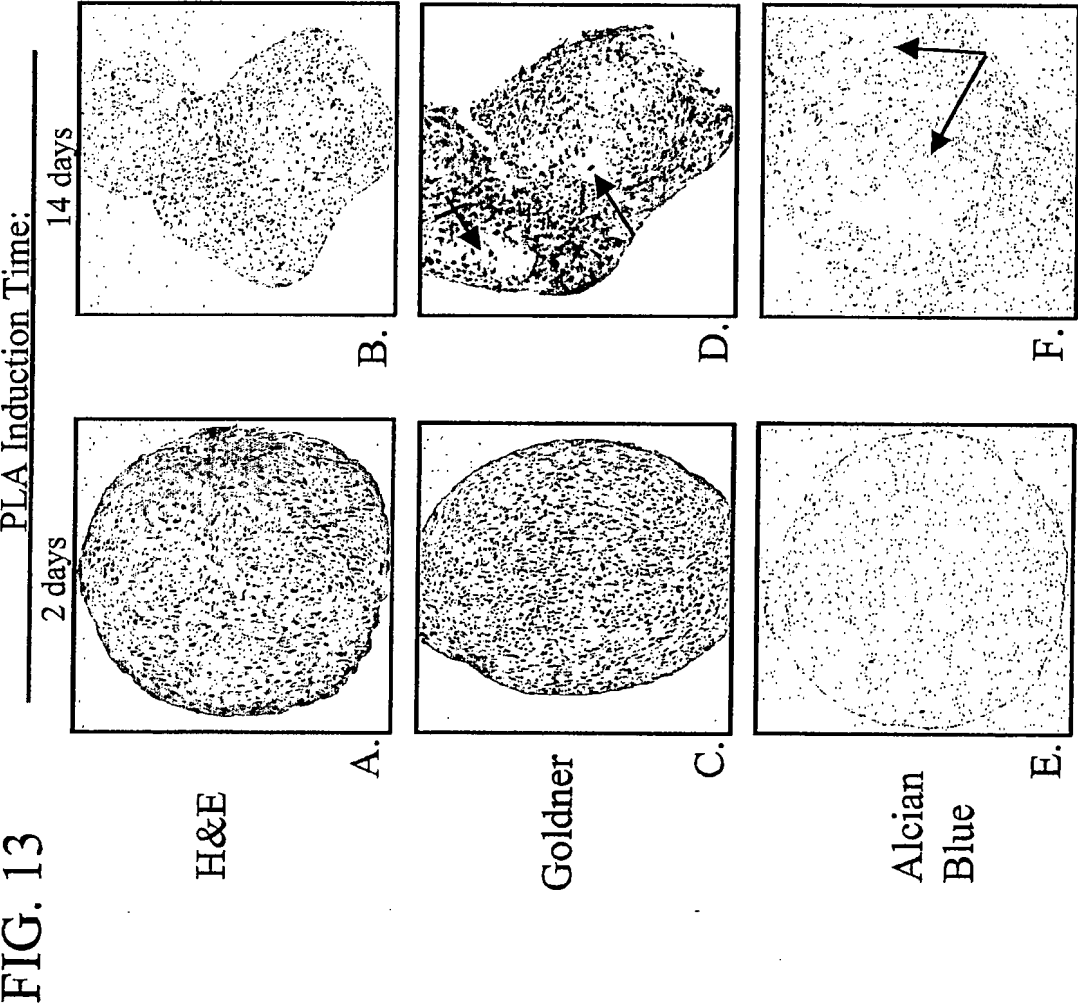 FIG. 13
PLA Induction Time:
2 days
14 days
H&E
A.
B.
Goldner
C.
D.
Alcian
Blue
E.
F.